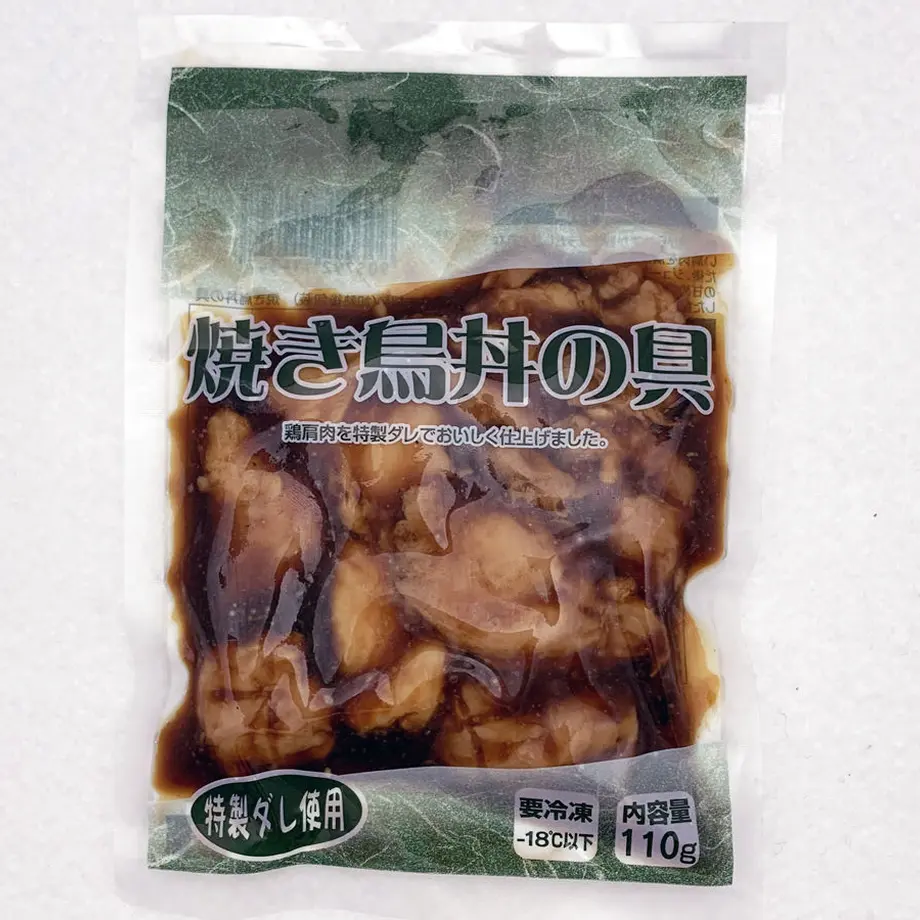 焼き鳥丼の具
鶏肩肉を特製ダレでおいしく仕上げました。
特製ダレ使用
要冷凍
-18℃以下
内容量
110g